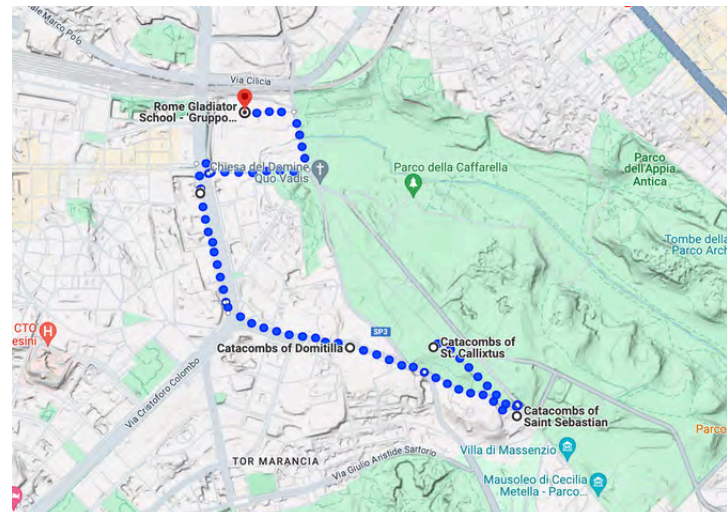 ale Marco Polo
Via Cilicia
Rome Gladiator
School - 'Gruppo...
Chiesa del Domine
Quo Vadis
Parco della Caffarella
Parco
dell'Appia
Antica
Tombe della
Parco Arch
SP3
CTO
esini
H
Catacombs of Domitilla
Catacombs of
St. Callixtus
Catacombs of
Saint Sebastian
Via Cristoforo Colombo
Parco
TOR MARANCIA
Via Giulio Aristide Sartorio
Villa di Massenzio
Mausoleo di Cecilia
Metella - Parco...